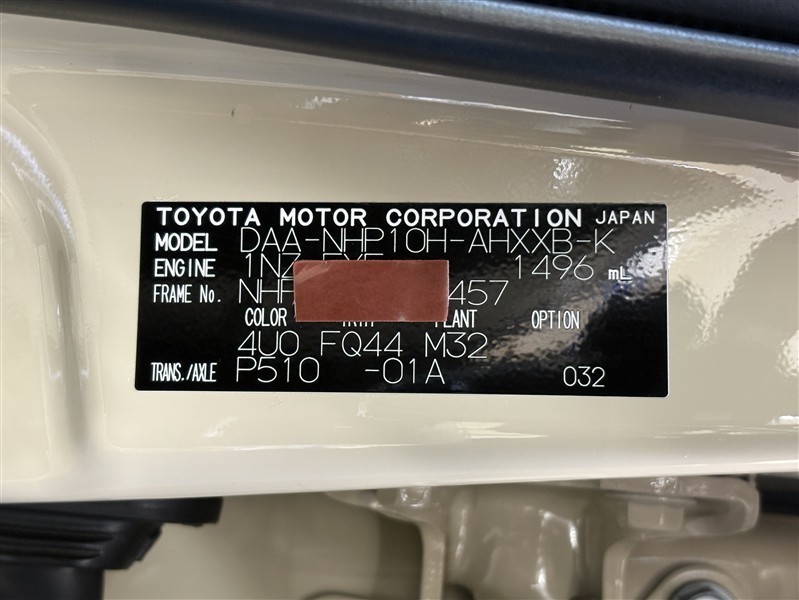 TOYOTA MOTOR CORPORATION JAPAN
MODEL DAA-NHP10H-AHXXB-K
ENGINE 1496 mL
FRAME No. 457
COLOR PLANT OPTION
4U0 FQ44 M32
TRANS./AXLE P510 -01A 032